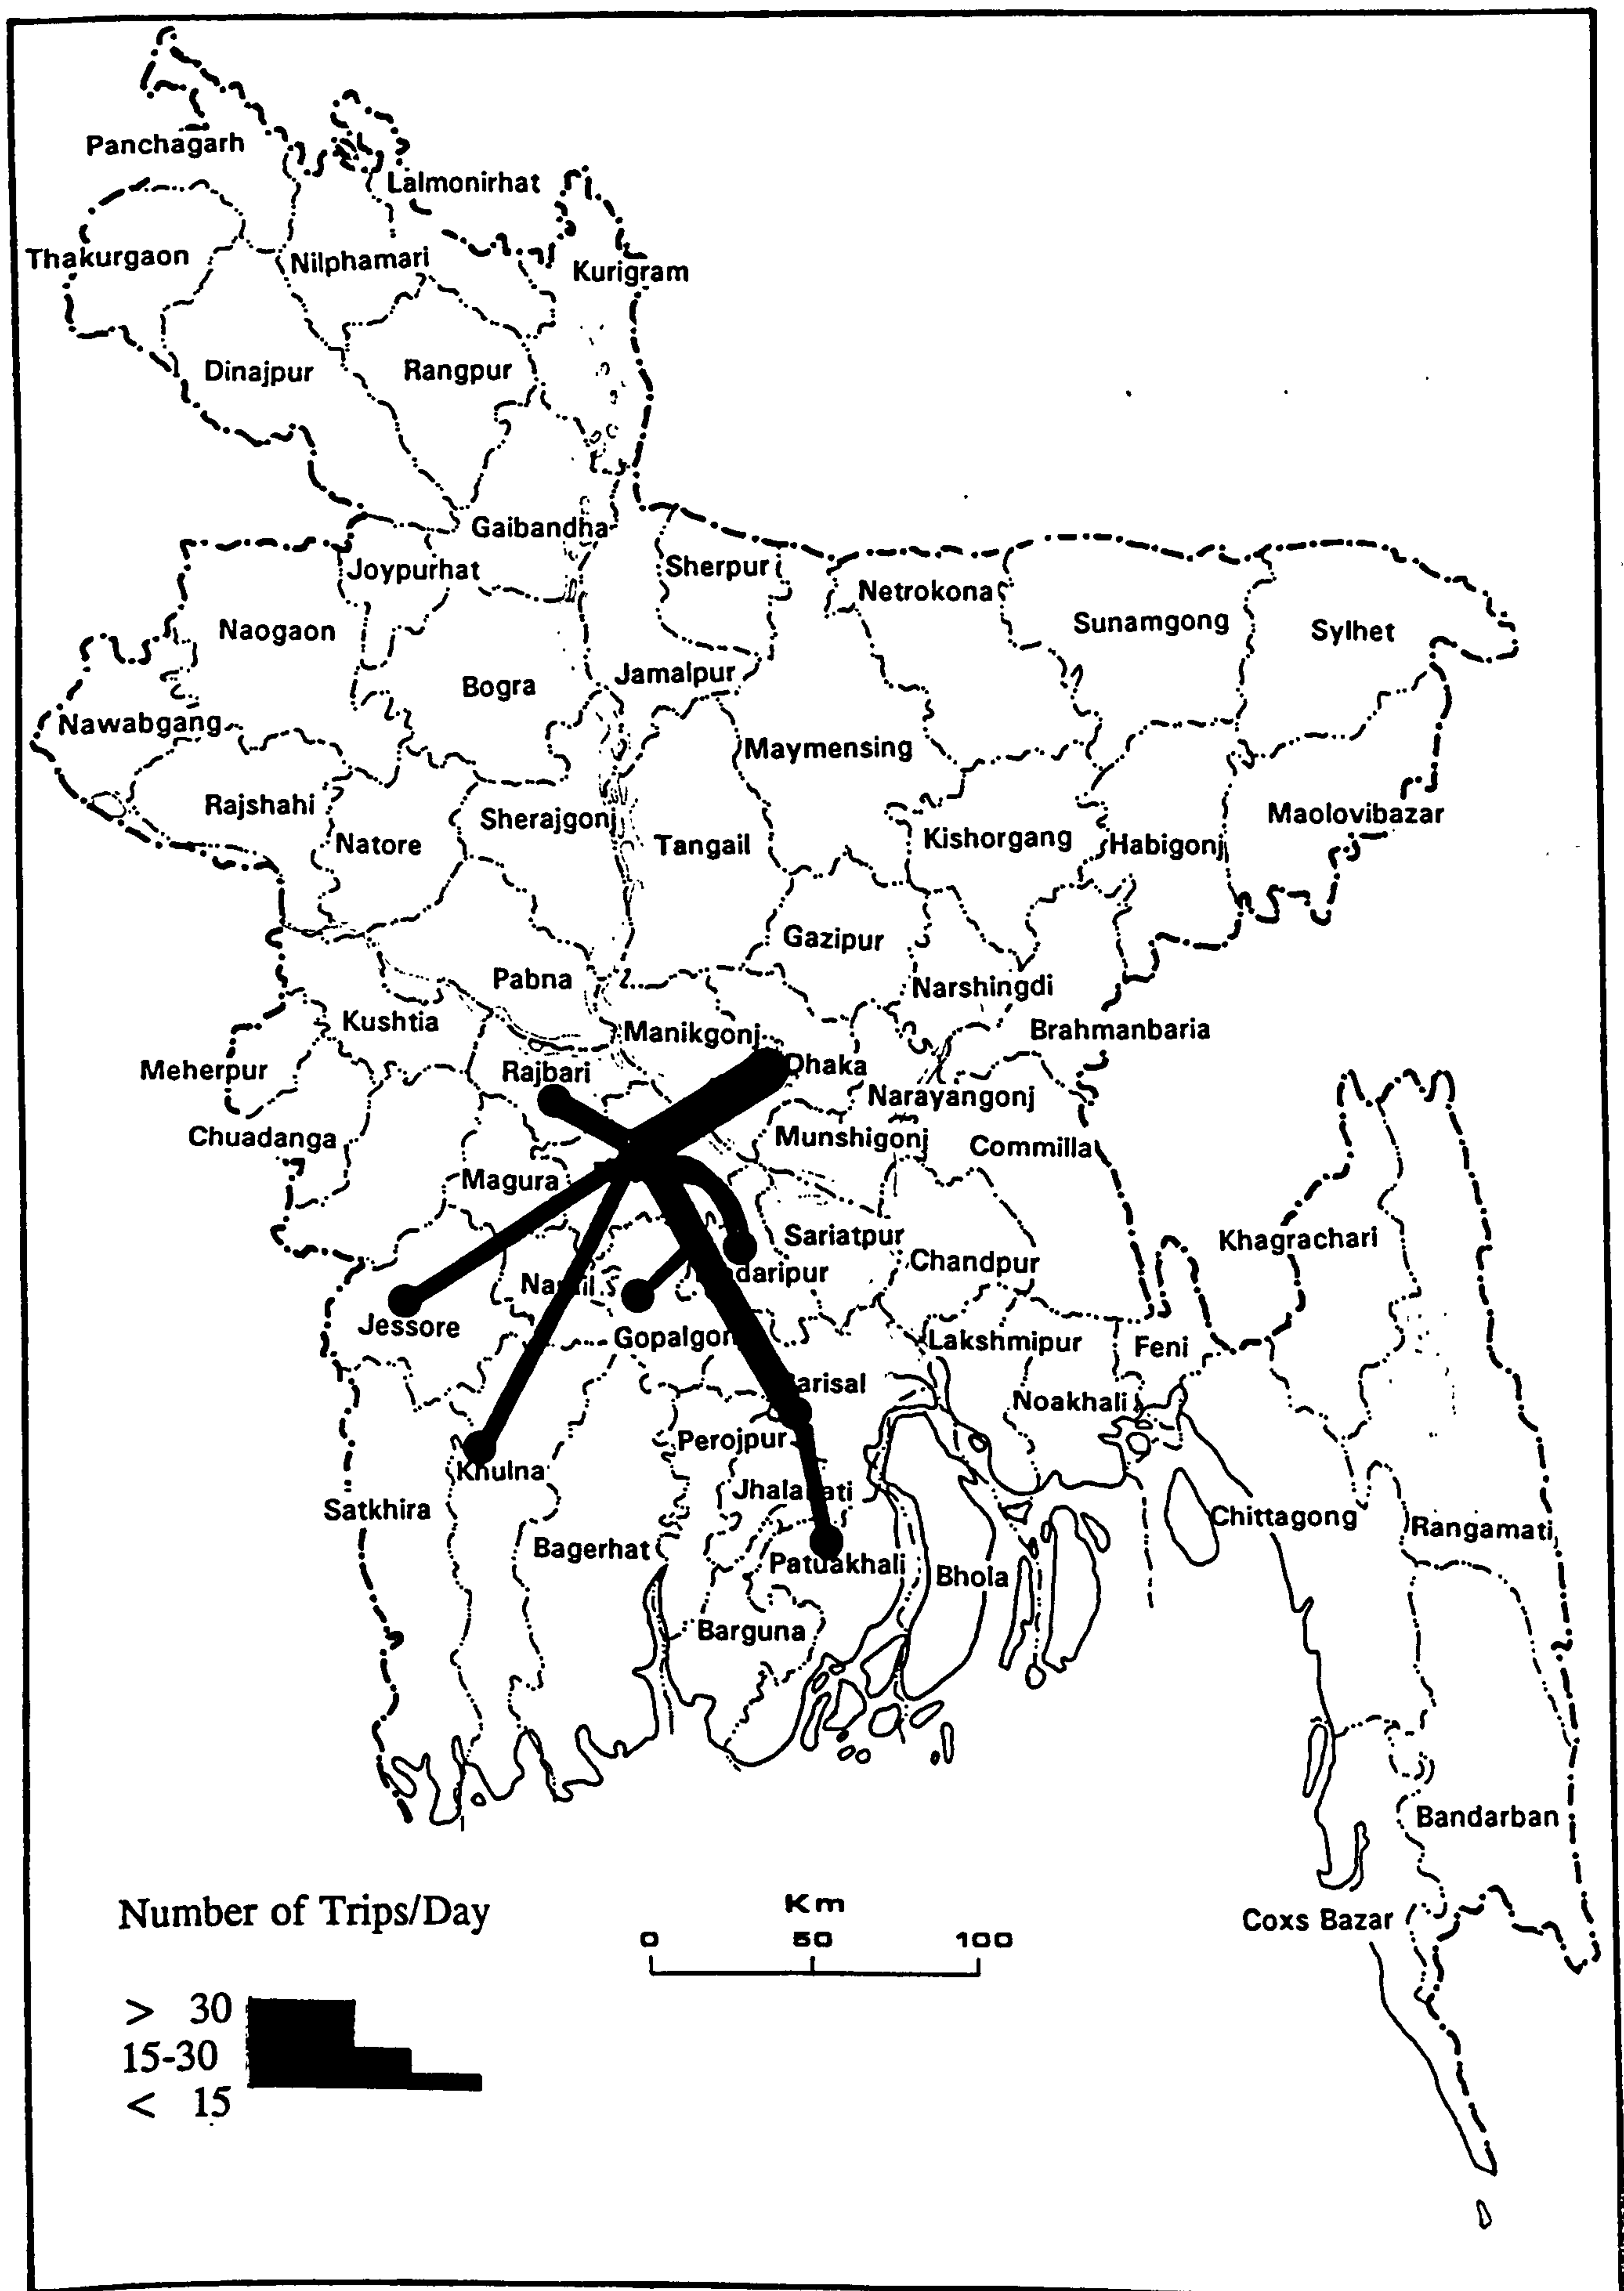 Panchagarh
Lalmonirhat
Thakurgaon
Nilphamari
Kurigram
Dinajpur
Rangpur
Gaibandha
Joypurhat
Sherpur
Netrokona
Naogaon
Sunamgong
Sylhet
Bogra
Jamalpur
Nawabgang
Maymensing
Rajshahi
Sherajgonj
Natore
Tangail
Kishorgang
Habigonj
Maolovibazar
Gazipur
Pabna
Narshingdi
Kushtia
Manikgonj
Brahmanbaria
Meherpur
Rajbari
Dhaka
Narayangonj
Chuadanga
Munshigonj
Commilla
Magura
Sariatpur
Khagrachari
Chandpur
daripur
Jessore
Gopalgon
Lakshmipur
Feni
arisal
Noakhali
Perojpur
Khulna
Satkhira
Chittagong
Rangamati
Bagerhat
Patuakhali
Bhola
Barguna
Bandarban
Number of Trips/Day
Km
0 50 100
Coxs Bazar
> 30
15-30
< 15